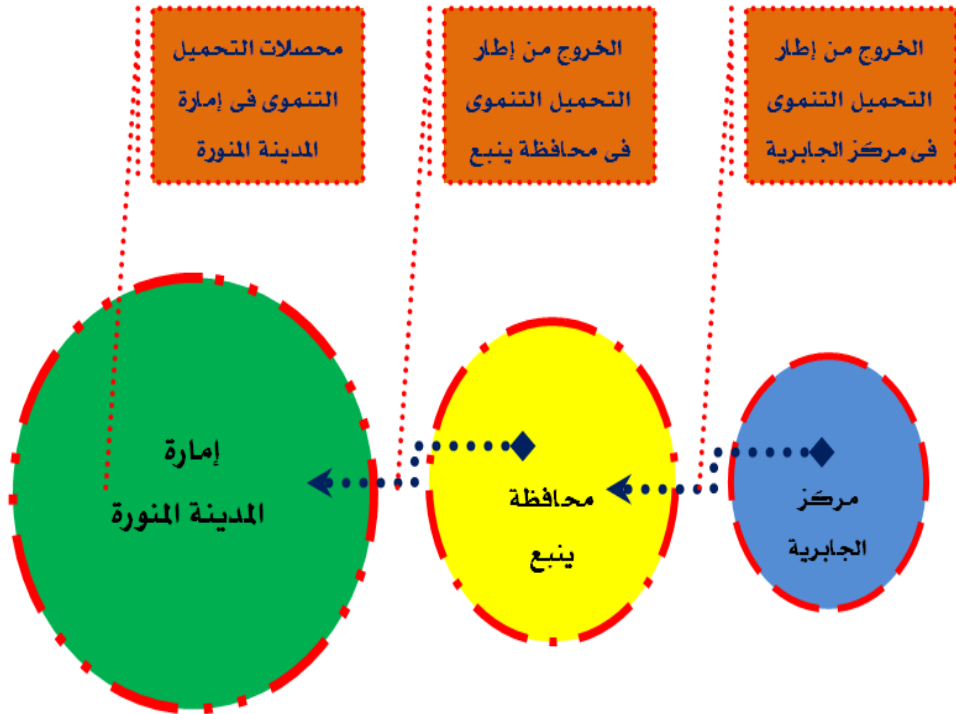 الخروج من إطار
التحميل التنموى
فى مركز الجابرية
الخروج من إطار
التحميل التنموى
فى محافظة ينبع
محصلات التحميل
التنموى فى إمارة
المدينة المنورة
مركز
الجابرية
محافظة
ينبع
إمارة
المدينة المنورة